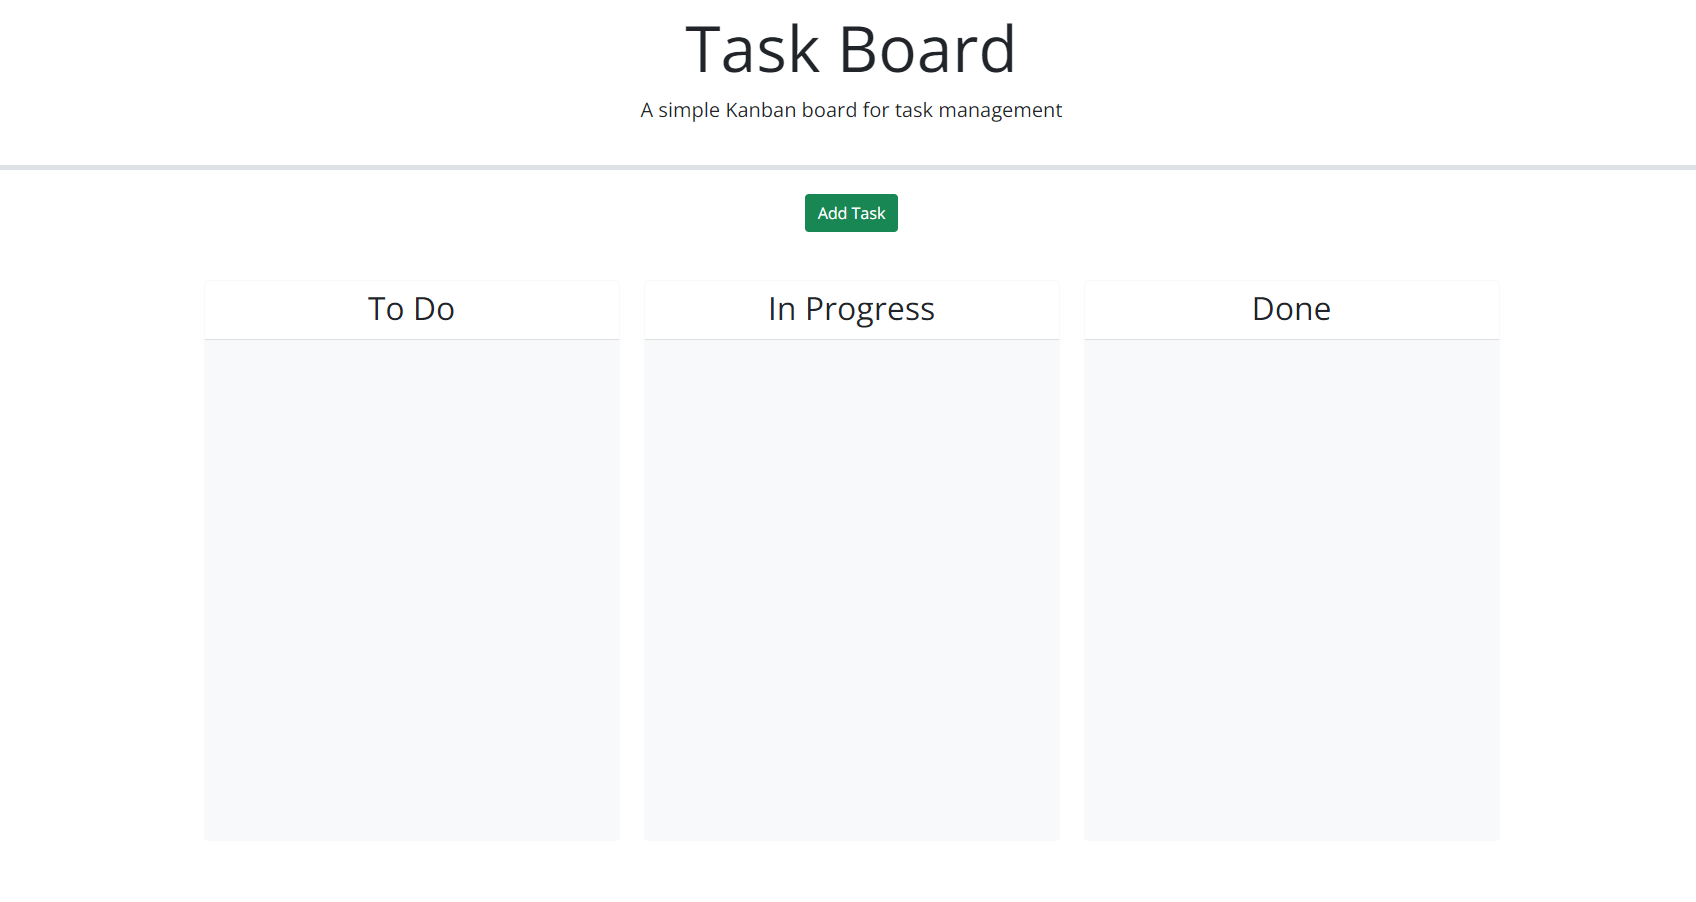 Task Board
A simple Kanban board for task management
Add Task
To Do
In Progress
Done